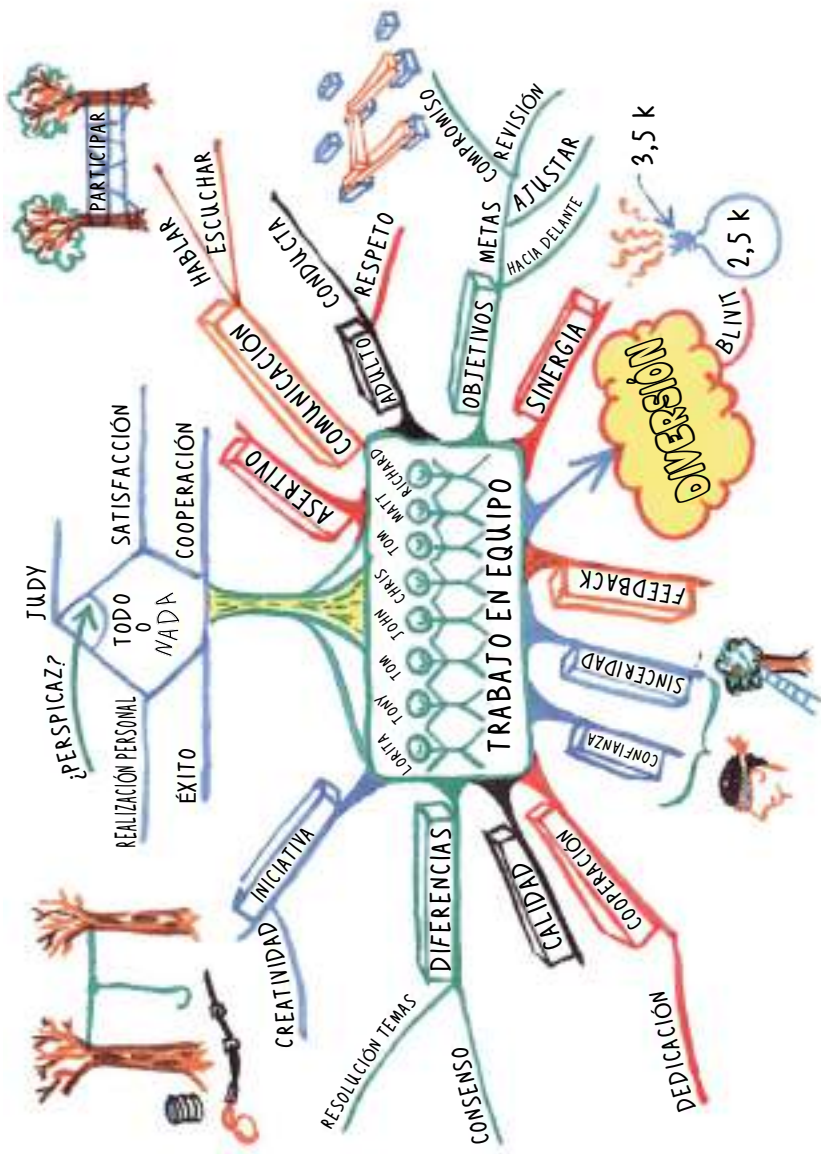 PARTICIPAR
HABLAR
ESCUCHAR
COMUNICACIÓN
CONDUCTA
RESPETO
ADULTO
COMPROMISO
REVISIÓN
METAS
AJUSTAR
HACIA DELANTE
OBJETIVOS
SINERGIA
3,5 k
2,5 k
BLIVIT
DIVERSIÓN
FEEDBACK
SINCERIDAD
CONFIANZA
COOPERACIÓN
DEDICACIÓN
CALIDAD
DIFERENCIAS
RESOLUCIÓN TEMAS
CONSENSO
INICIATIVA
CREATIVIDAD
¿PERSPICAZ?
JUDY
REALIZACIÓN PERSONAL
TODO
O
NADA
SATISFACCIÓN
ÉXITO
COOPERACIÓN
ASERTIVO
LORITA
TONY
TOM
JOHN
CHRIS
TOM
MATT
RICHARD
TRABAJO EN EQUIPO